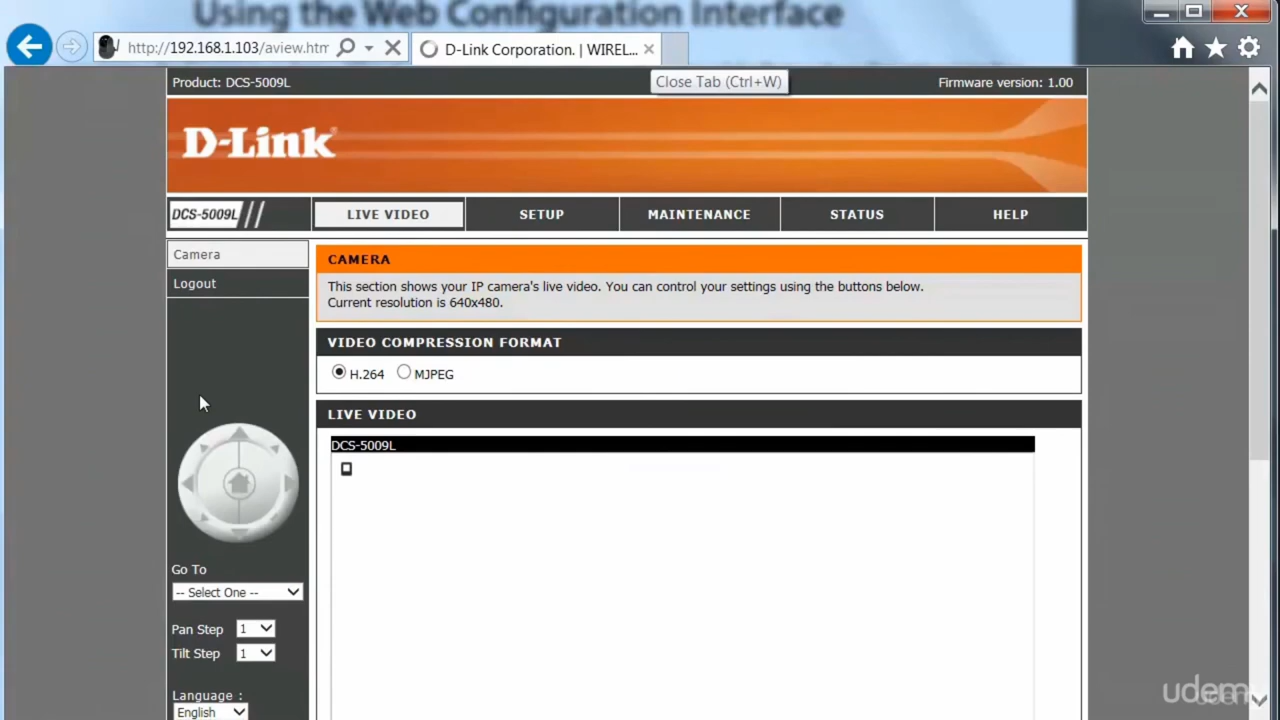 Using the Web Configuration Interface
http://192.168.1.103/aview.htm
D-Link Corporation. | WIREL...
Close Tab (Ctrl+W)
Product: DCS-5009L
Firmware version: 1.00
D-Link
DCS-5009L
LIVE VIDEO
SETUP
MAINTENANCE
STATUS
HELP
Camera
Logout
CAMERA
This section shows your IP camera's live video. You can control your settings using the buttons below.
Current resolution is 640x480.
VIDEO COMPRESSION FORMAT
H.264
MJPEG
LIVE VIDEO
DCS-5009L
Go To
-- Select One --
Pan Step 1
Tilt Step 1
Language :
English
udemy